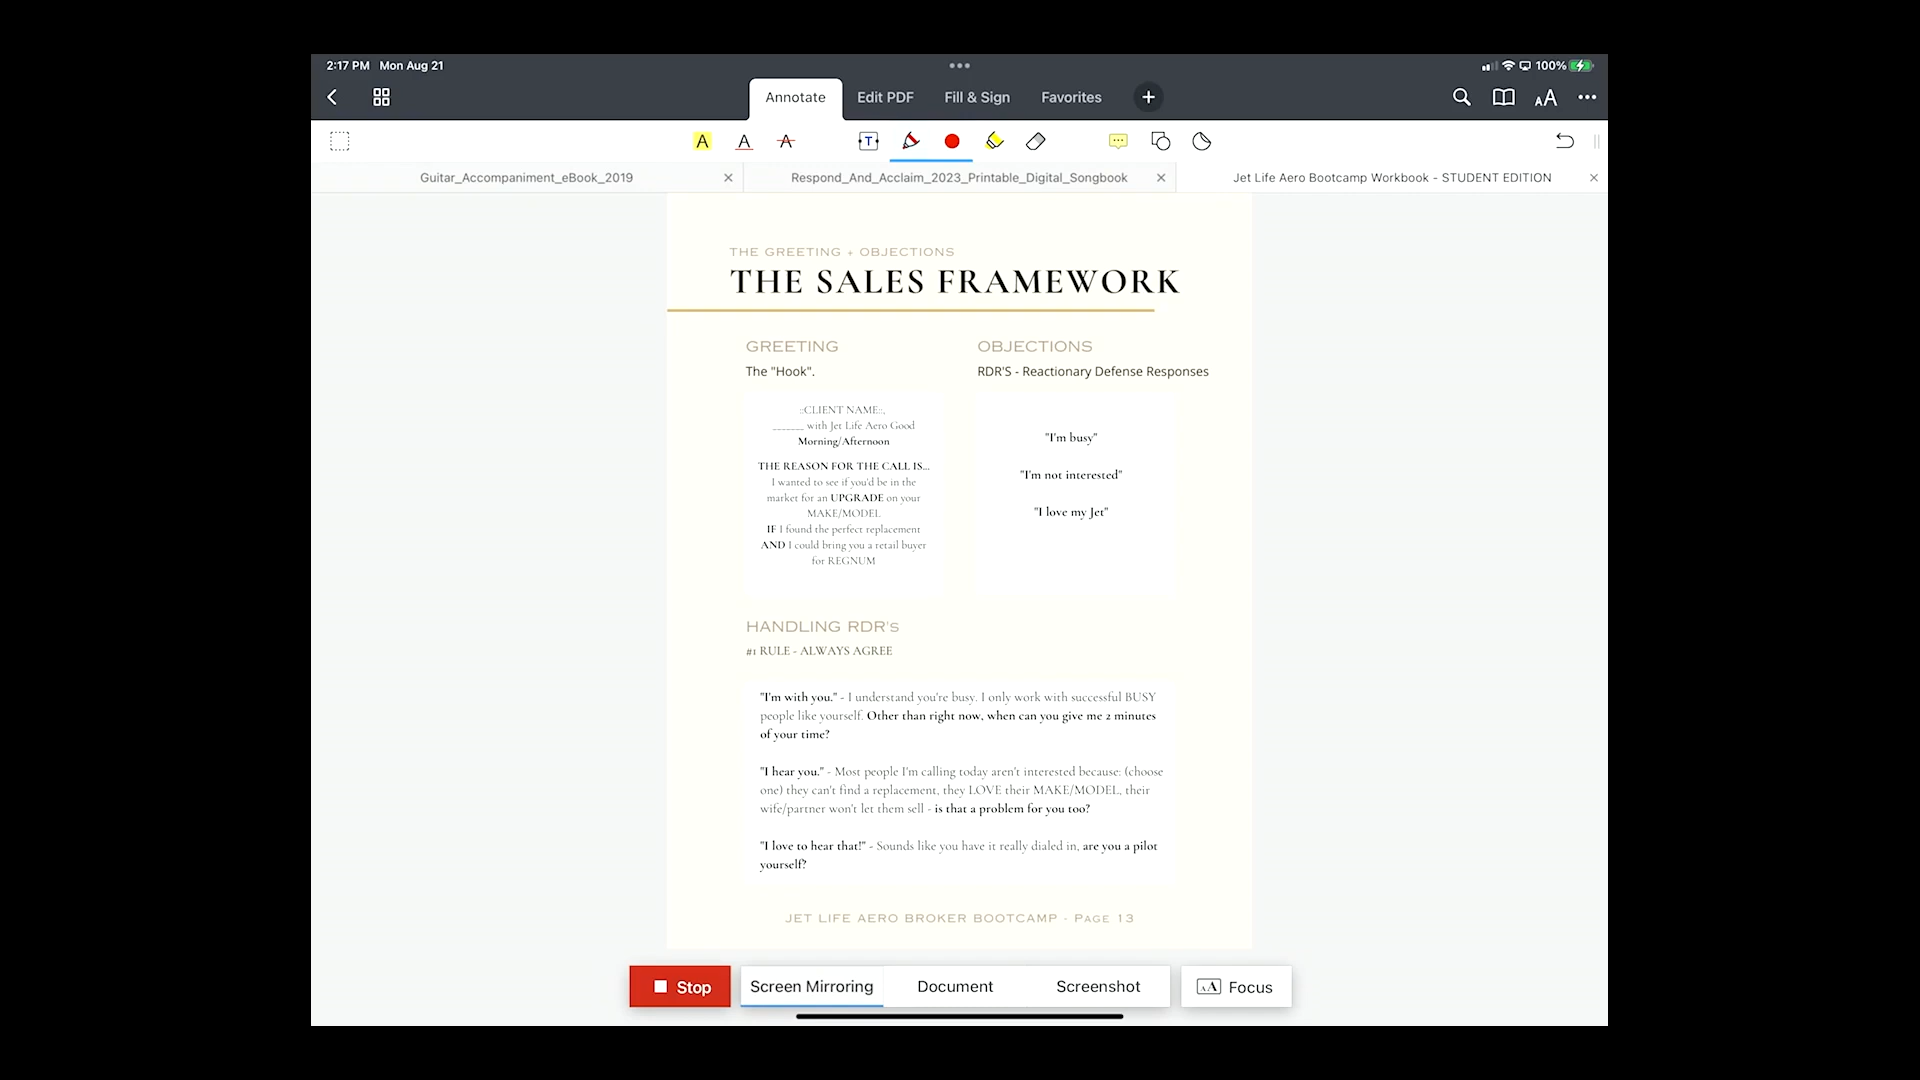 2:17 PM Mon Aug 21
100%
Annotate
Edit PDF
Fill & Sign
Favorites
AA
A
A
A
T
Guitar_Accompaniment_eBook_2019
Respond_And_Acclaim_2023_Printable_Digital_Songbook
Jet Life Aero Bootcamp Workbook - STUDENT EDITION
THE GREETING + OBJECTIONS
THE SALES FRAMEWORK
GREETING
The "Hook".
::CLIENT NAME::,
______ with Jet Life Aero Good
Morning/Afternoon
THE REASON FOR THE CALL IS...
I wanted to see if you'd be in the
market for an UPGRADE on your
MAKE/MODEL
IF I found the perfect replacement
AND I could bring you a retail buyer
for REGNUM
OBJECTIONS
RDR'S - Reactionary Defense Responses
"I'm busy"
"I'm not interested"
"I love my Jet"
HANDLING RDR's
#1 RULE - ALWAYS AGREE
"I'm with you." - I understand you're busy. I only work with successful BUSY
people like yourself. Other than right now, when can you give me 2 minutes
of your time?
"I hear you." - Most people I'm calling today aren't interested because: (choose
one) they can't find a replacement, they LOVE their MAKE/MODEL, their
wife/partner won't let them sell - is that a problem for you too?
"I love to hear that!" - Sounds like you have it really dialed in, are you a pilot
yourself?
JET LIFE AERO BROKER BOOTCAMP - PAGE 13
Stop
Screen Mirroring
Document
Screenshot
AA Focus